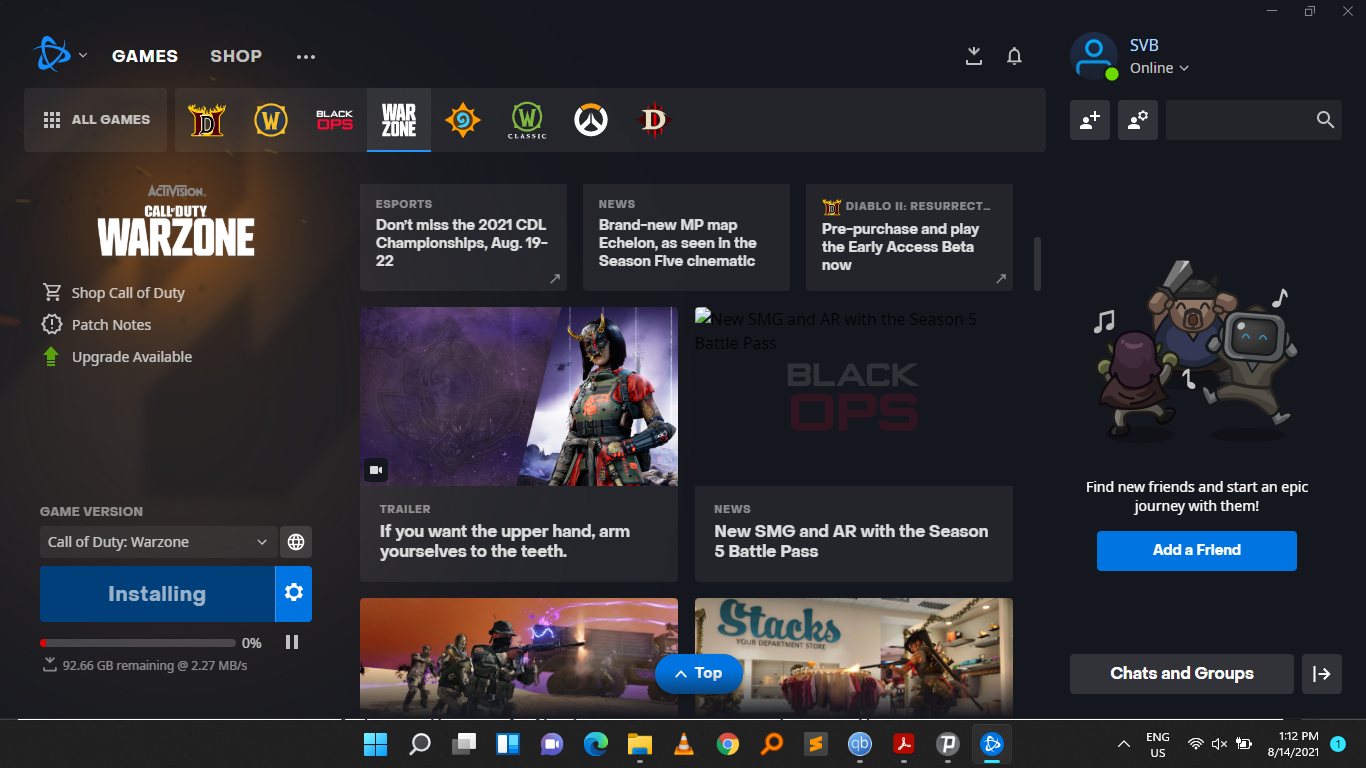 GAMES
SHOP
SVB
Online
ALL GAMES
D
W
BLACK
OPS
WAR
ZONE
W
CLASSIC
D
ACTIVISION.
CALL OF DUTY
WARZONE
Shop Call of Duty
Patch Notes
Upgrade Available
GAME VERSION
Call of Duty: Warzone
Installing
0%
92.66 GB remaining @ 2.27 MB/s
ESPORTS
Don't miss the 2021 CDL
Championships, Aug. 19-
22
NEWS
Brand-new MP map
Echelon, as seen in the
Season Five cinematic
DIABLO II: RESURRECT...
Pre-purchase and play
the Early Access Beta
now
TRAILER
If you want the upper hand, arm
yourselves to the teeth.
New SMG and AR with the Season 5
Battle Pass
BLACK
OPS
NEWS
New SMG and AR with the Season
5 Battle Pass
Stacks
YOUR DEPARTMENT STORE
Top
Find new friends and start an epic
journey with them!
Add a Friend
Chats and Groups
qb
ENG
US
1:12 PM
8/14/2021
1